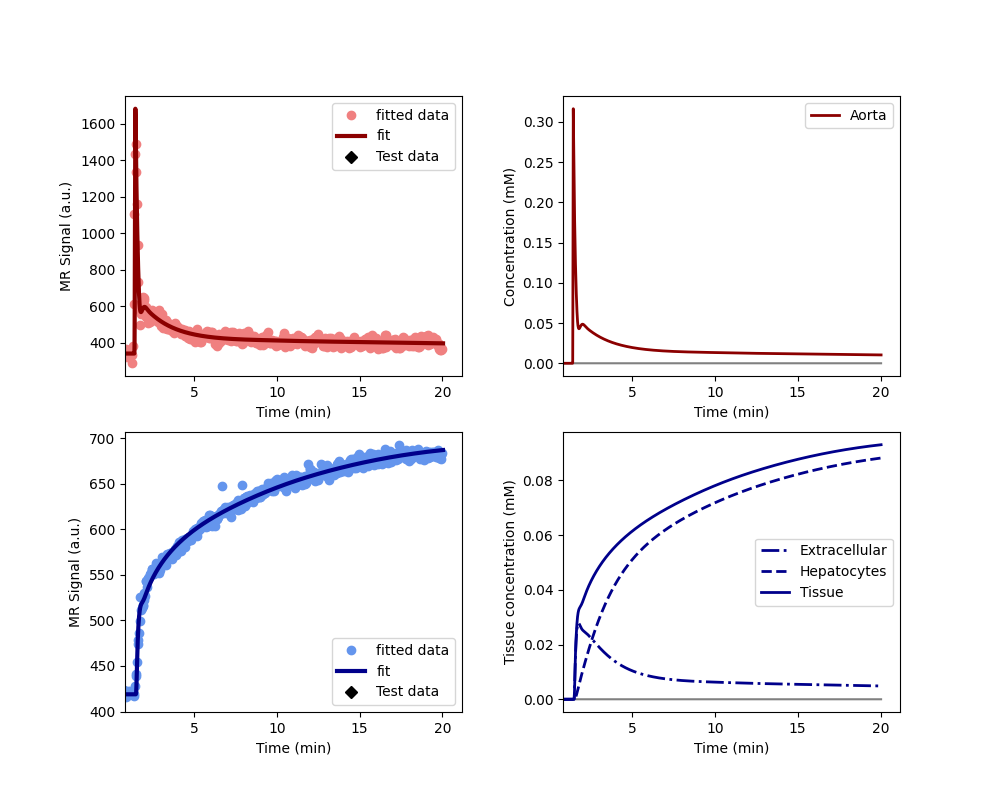 1600
1400
1200
1000
800
600
400
MR Signal (a.u.)
fitted data
fit
Test data
5 10 15 20
Time (min)
0.30
0.25
0.20
0.15
0.10
0.05
0.00
Concentration (mM)
Aorta
5 10 15 20
Time (min)
700
650
600
550
500
450
400
MR Signal (a.u.)
fitted data
fit
Test data
5 10 15 20
Time (min)
0.08
0.06
0.04
0.02
0.00
Tissue concentration (mM)
Extracellular
Hepatocytes
Tissue
5 10 15 20
Time (min)